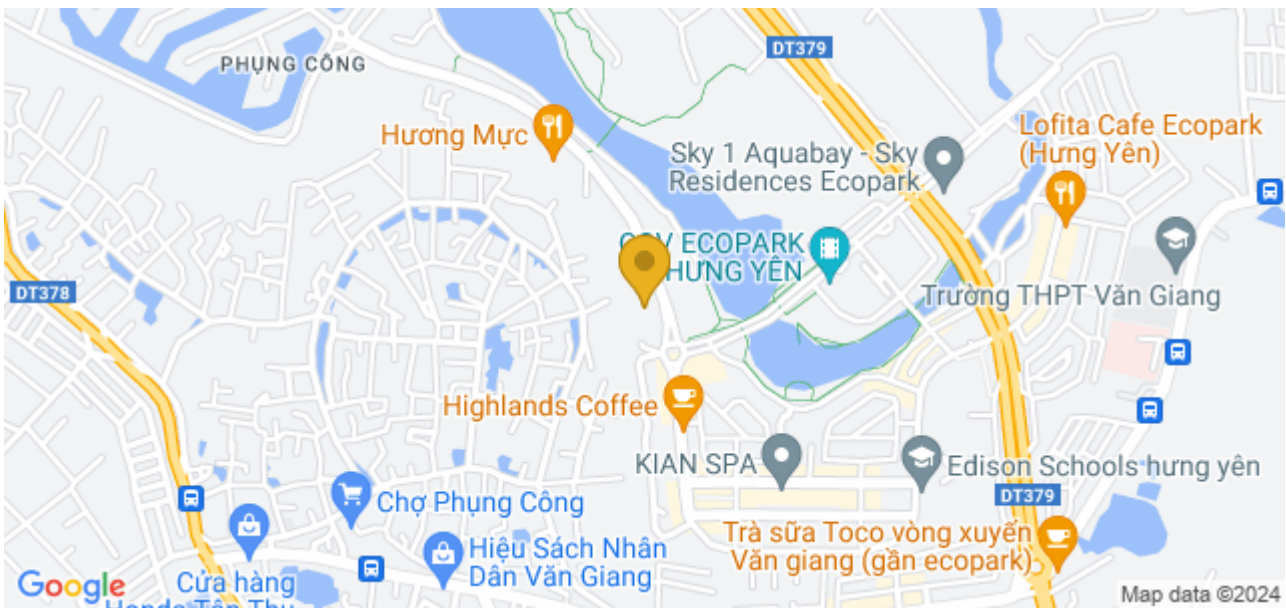 DT379
PHỤNG CÔNG
Hương Mực
Lofita Cafe Ecopark
(Hưng Yên)
Sky 1 Aquabay - Sky
Residences Ecopark
ECOPARK
HƯNG YÊN
DT378
Trường THPT Văn Giang
Highlands Coffee
KIAN SPA
Edison Schools hưng yên
DT379
Chợ Phụng Công
Trà sữa Toco vòng xuyến
Văn giang (gần ecopark)
Hiệu Sách Nhân
Dân Văn Giang
Cửa hàng
Google
Map data ©2024